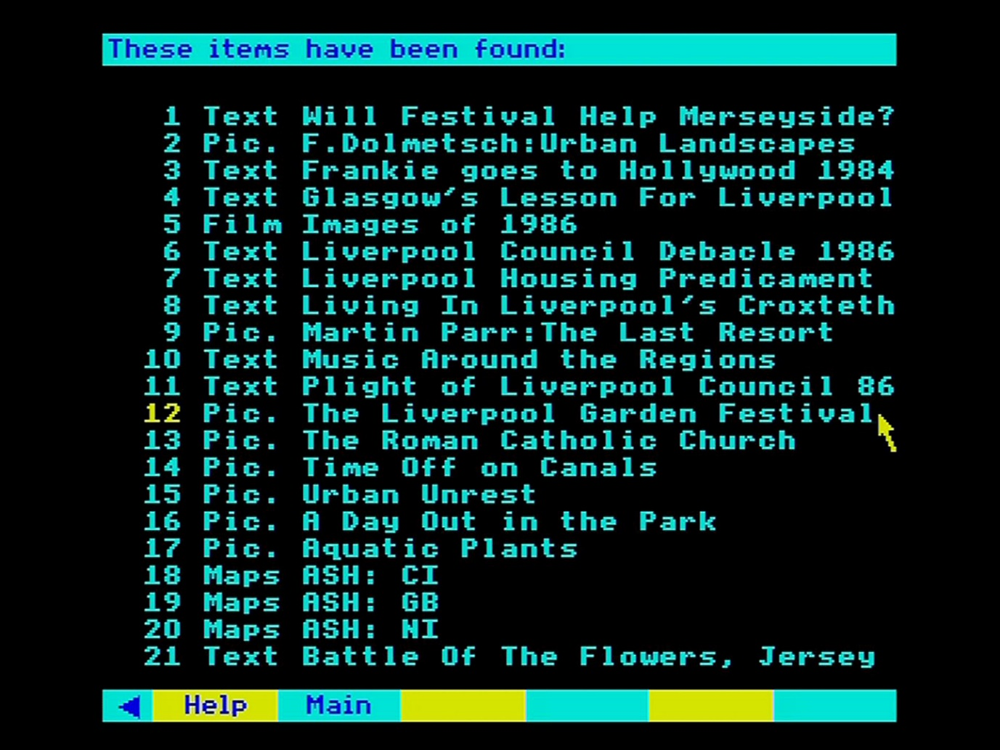 These items have been found:
1 Text Will Festival Help Merseyside?
2 Pic. F.Dolmetsch:Urban Landscapes
3 Text Frankie goes to Hollywood 1984
4 Text Glasgow's Lesson For Liverpool
5 Film Images of 1986
6 Text Liverpool Council Debacle 1986
7 Text Liverpool Housing Predicament
8 Text Living In Liverpool's Croxteth
9 Pic. Martin Parr:The Last Resort
10 Text Music Around the Regions
11 Text Plight of Liverpool Council 86
12 Pic. The Liverpool Garden Festival
13 Pic. The Roman Catholic Church
14 Pic. Time Off on Canals
15 Pic. Urban Unrest
16 Pic. A Day Out in the Park
17 Pic. Aquatic Plants
18 Maps ASH: CI
19 Maps ASH: GB
20 Maps ASH: NI
21 Text Battle Of The Flowers, Jersey
Help Main